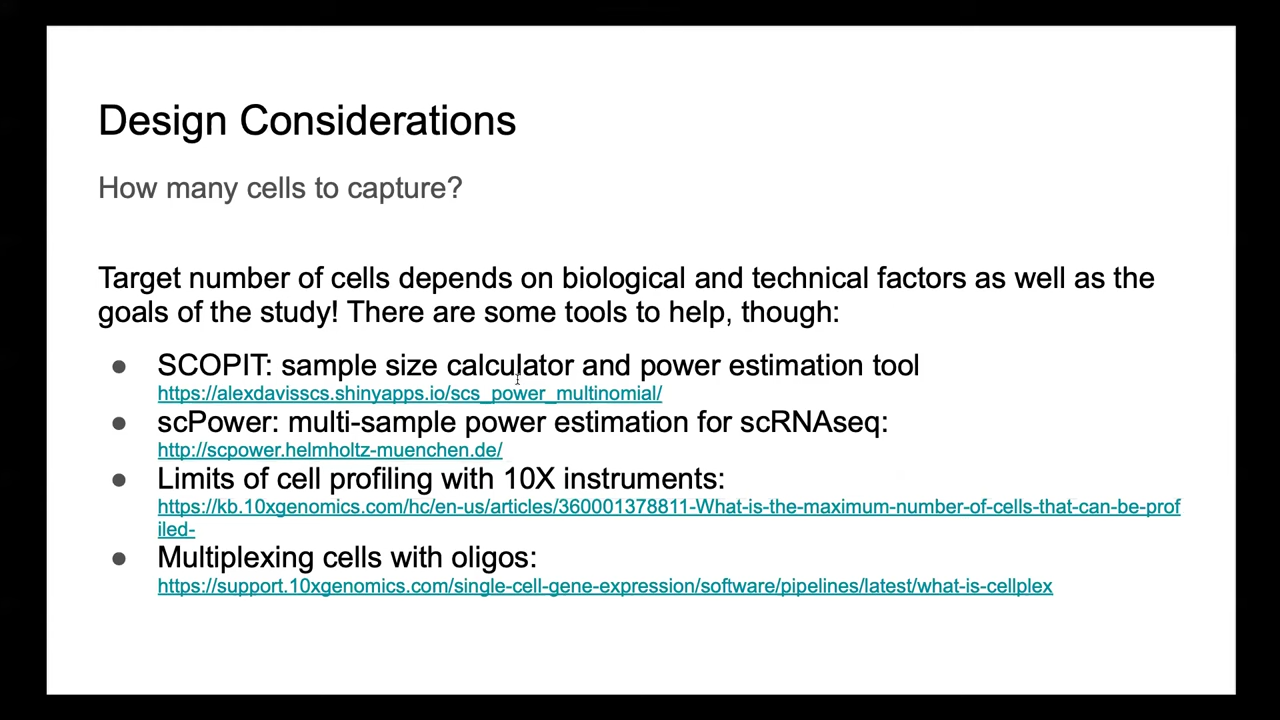 Design Considerations
How many cells to capture?
Target number of cells depends on biological and technical factors as well as the
goals of the study! There are some tools to help, though:
● SCOPIT: sample size calculator and power estimation tool
https://alexdavisscs.shinyapps.io/scs_power_multinomial/
● scPower: multi-sample power estimation for scRNAseq:
http://scpower.helmholtz-muenchen.de/
● Limits of cell profiling with 10X instruments:
https://kb.10xgenomics.com/hc/en-us/articles/360001378811-What-is-the-maximum-number-of-cells-that-can-be-prof
iled-
● Multiplexing cells with oligos:
https://support.10xgenomics.com/single-cell-gene-expression/software/pipelines/latest/what-is-cellplex